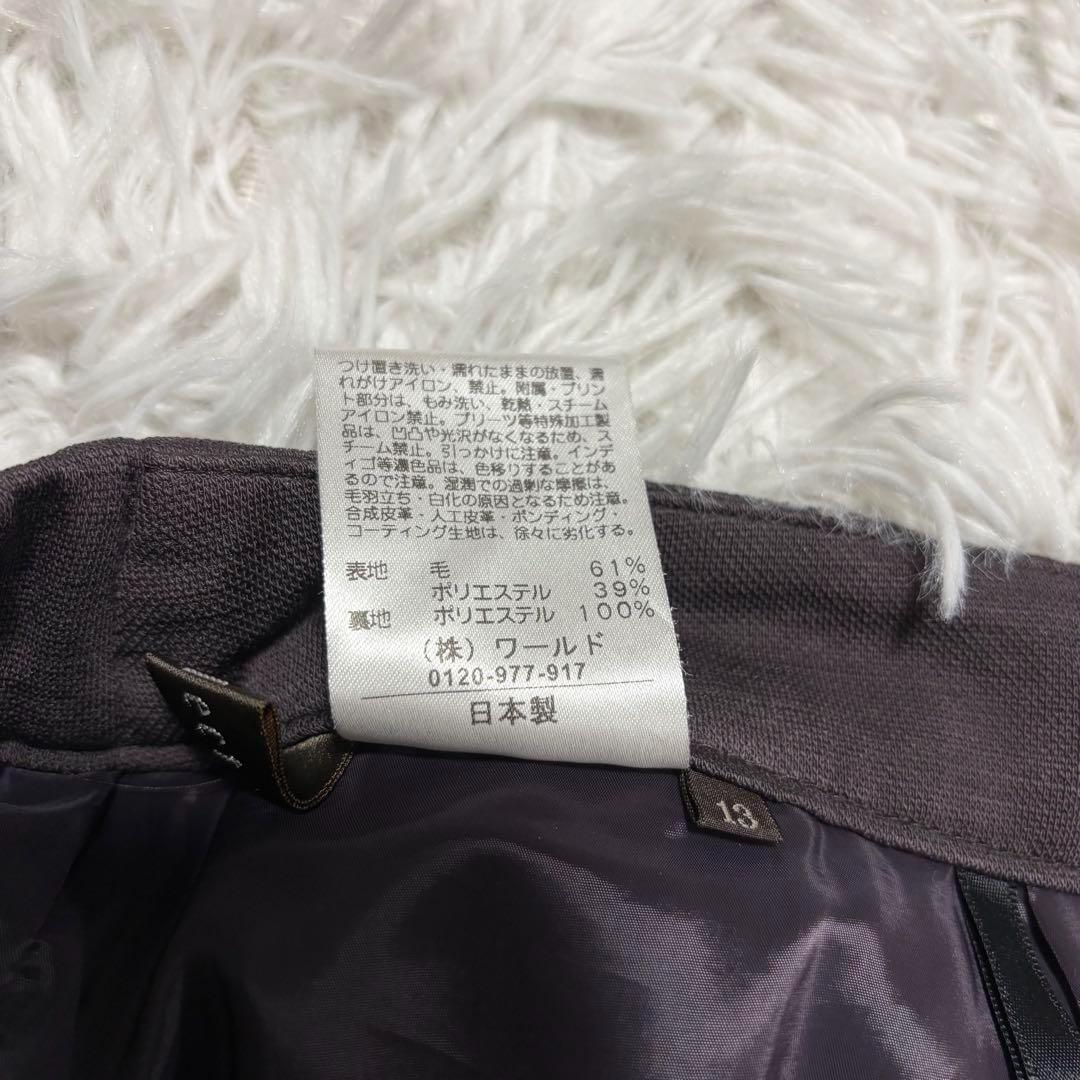 つけ置き洗い・濡れたままの放置、濡
れがけアイロン、禁止。附属・プリン
ト部分は、もみ洗い、乾熱・スチーム
アイロン禁止。プリーツ等特殊加工製
品は、凹凸や光沢がなくなるため、ス
チーム禁止。引っかけに注意。インデ
ィゴ等濃色品は、色移りすることがあ
るので注意。湿潤での過剰な摩擦は、
毛羽立ち・白化の原因となるため注意。
合成皮革・人工皮革・ボンディング・
コーティング生地は、徐々に劣化する。
表地 毛 61%
ポリエステル 39%
裏地 ポリエステル 100%
(株)ワールド
0120-977-917
日本製
13